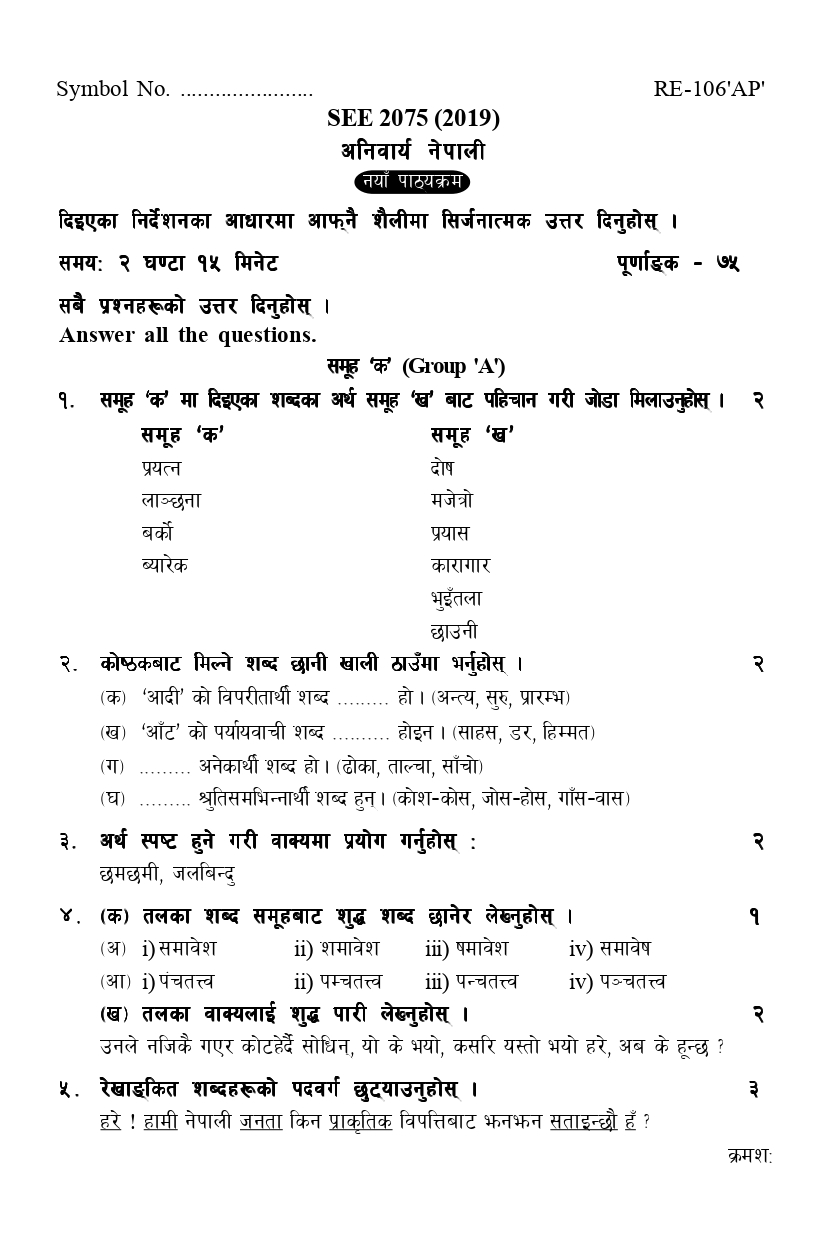 Symbol No. ....................... RE-106'AP'
SEE 2075 (2019)
अनिवार्य नेपाली
नयाँ पाठ्यक्रम
दिइएका निर्देशनका आधारमा आफ्नै शैलीमा सिर्जनात्मक उत्तर दिनुहोस् ।
समय: २ घण्टा १५ मिनेट पूर्णाङ्क - ७५
सबै प्रश्नहरूको उत्तर दिनुहोस् ।
Answer all the questions.
समूह ‘क’ (Group 'A')
१. समूह ‘क’ मा दिइएका शब्दका अर्थ समूह ‘ख’ बाट पहिचान गरी जोडा मिलाउनुहोस् । २
समूह ‘क’ समूह ‘ख’
प्रयत्न दोष
लाञ्छना मजेत्रो
बर्को प्रयास
ब्यारेक कारागार
भुइँतला
छाउनी
२. कोष्ठकबाट मिल्ने शब्द छानी खाली ठाउँमा भर्नुहोस् । २
(क) ‘आदी’ को विपरीतार्थी शब्द ......... हो । (अन्त्य, सुरु, प्रारम्भ)
(ख) ‘आँट’ को पर्यायवाची शब्द .......... होइन । (साहस, डर, हिम्मत)
(ग) ......... अनेकार्थी शब्द हो । (ढोका, ताल्चा, साँचो)
(घ) ......... श्रुतिसमभिन्नार्थी शब्द हुन् । (कोश-कोस, जोस-होस, गाँस-वास)
३. अर्थ स्पष्ट हुने गरी वाक्यमा प्रयोग गर्नुहोस् : २
छमछमी, जलबिन्दु
४. (क) तलका शब्द समूहबाट शुद्ध शब्द छानेर लेख्नुहोस् । १
(अ) i) समावेश ii) शमावेश iii) षमावेश iv) समावेष
(आ) i) पंचतत्त्व ii) पम्चतत्त्व iii) पन्चतत्त्व iv) पञ्चतत्त्व
(ख) तलका वाक्यलाई शुद्ध पारी लेख्नुहोस् । २
उनले नजिकै गएर कोटहेर्दै सोधिन्, यो के भयो, कसरि यस्तो भयो हरे, अब के हून्छ ?
५. रेखाङ्कित शब्दहरूको पदवर्ग छुट्याउनुहोस् । ३
हरे ! हामी नेपाली जनता किन प्राकृतिक विपत्तिबाट झनझन सताइन्छौ हँ ?
क्रमश: